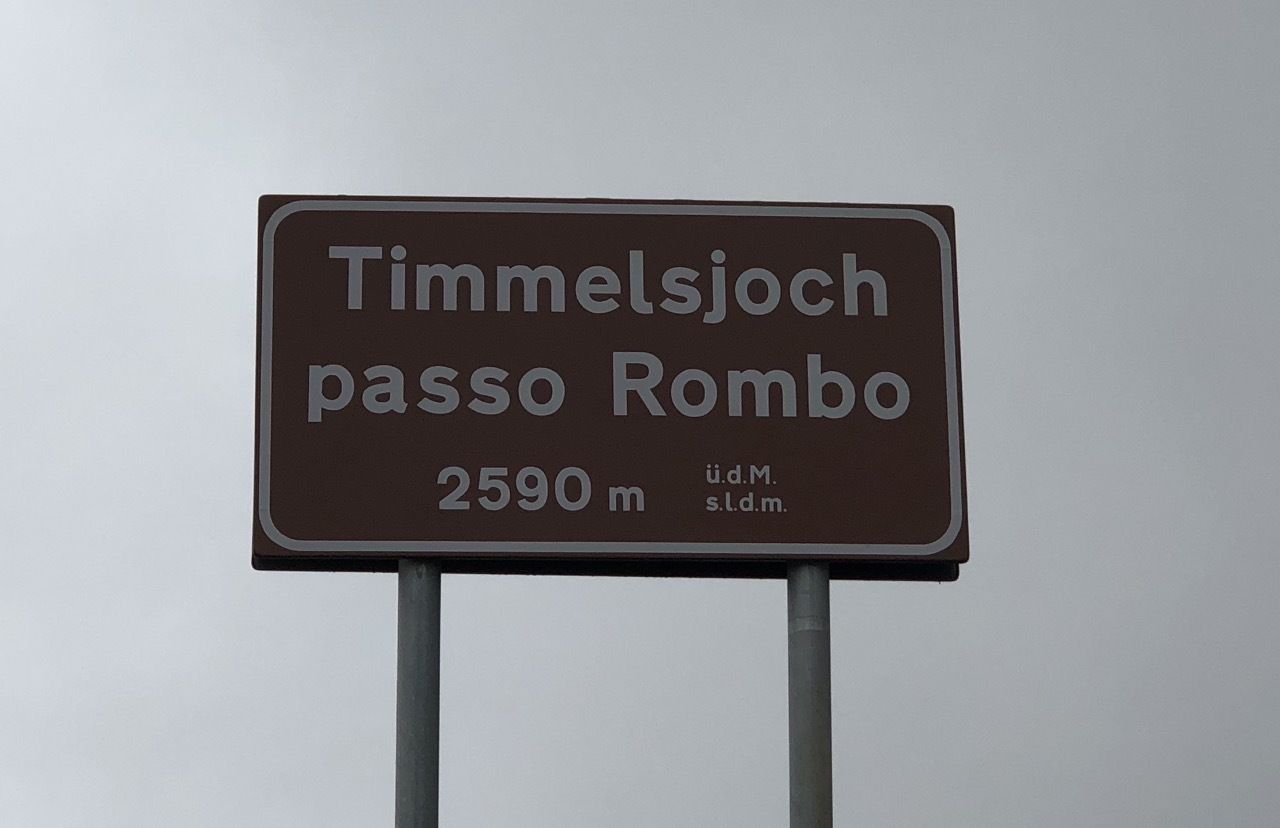 Timmelsjoch
passo Rombo
2590 m ü.d.M.
s.l.d.m.